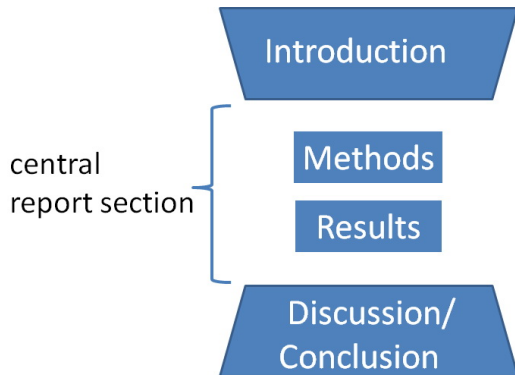 Introduction
central
report section
Methods
Results
Discussion/
Conclusion